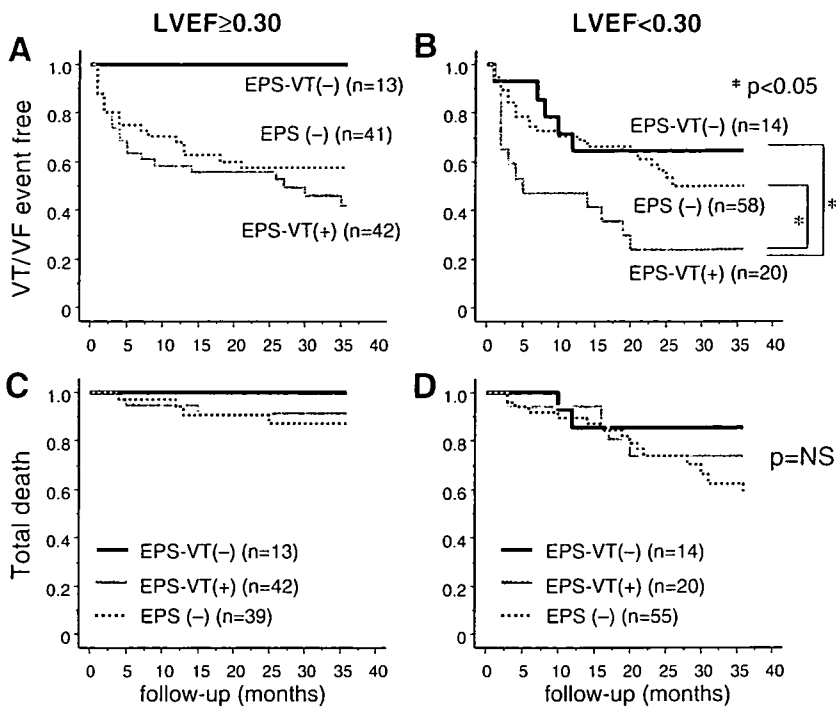 LVEF≥0.30
LVEF<0.30
A
VT/VF event free
1.0
0.8
0.6
0.4
0.2
0
EPS-VT(−) (n=13)
EPS (−) (n=41)
EPS-VT(+) (n=42)
0 5 10 15 20 25 30 35 40
B
1.0
0.8
0.6
0.4
0.2
0
* p<0.05
EPS-VT(−) (n=14)
EPS (−) (n=58)
*
*
EPS-VT(+) (n=20)
0 5 10 15 20 25 30 35 40
C
Total death
1.0
0.8
0.6
0.4
0.2
0
EPS-VT(−) (n=13)
EPS-VT(+) (n=42)
EPS (−) (n=39)
0 5 10 15 20 25 30 35 40
follow-up (months)
D
1.0
0.8
0.6
0.4
0.2
0
p=NS
EPS-VT(−) (n=14)
EPS-VT(+) (n=20)
EPS (−) (n=55)
0 5 10 15 20 25 30 35 40
follow-up (months)